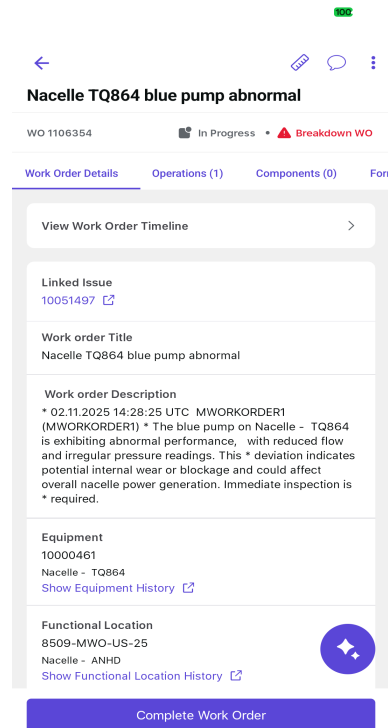 100
Nacelle TQ864 blue pump abnormal
WO 1106354 In Progress • Breakdown WO
Work Order Details Operations (1) Components (0) For
View Work Order Timeline
Linked Issue
10051497
Work order Title
Nacelle TQ864 blue pump abnormal
Work order Description
* 02.11.2025 14:28:25 UTC MWORKORDER1
(MWORKORDER1) * The blue pump on Nacelle - TQ864
is exhibiting abnormal performance, with reduced flow
and irregular pressure readings. This * deviation indicates
potential internal wear or blockage and could affect
overall nacelle power generation. Immediate inspection is
* required.
Equipment
10000461
Nacelle - TQ864
Show Equipment History
Functional Location
8509-MWO-US-25
Nacelle - ANHD
Show Functional Location History
Complete Work Order